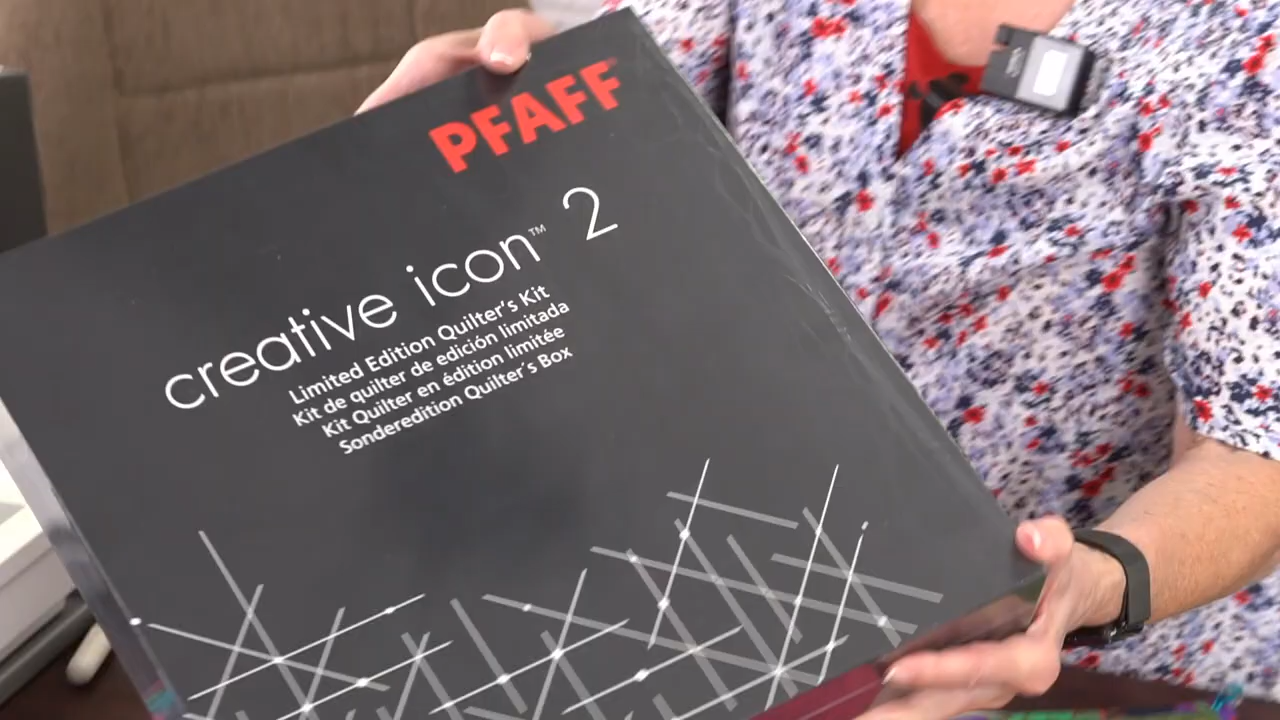 PFAFF
creative icon™ 2
Limited Edition Quilter's Kit
Kit de quilter de edición limitada
Kit Quilter en édition limitée
Sonderedition Quilter´s Box